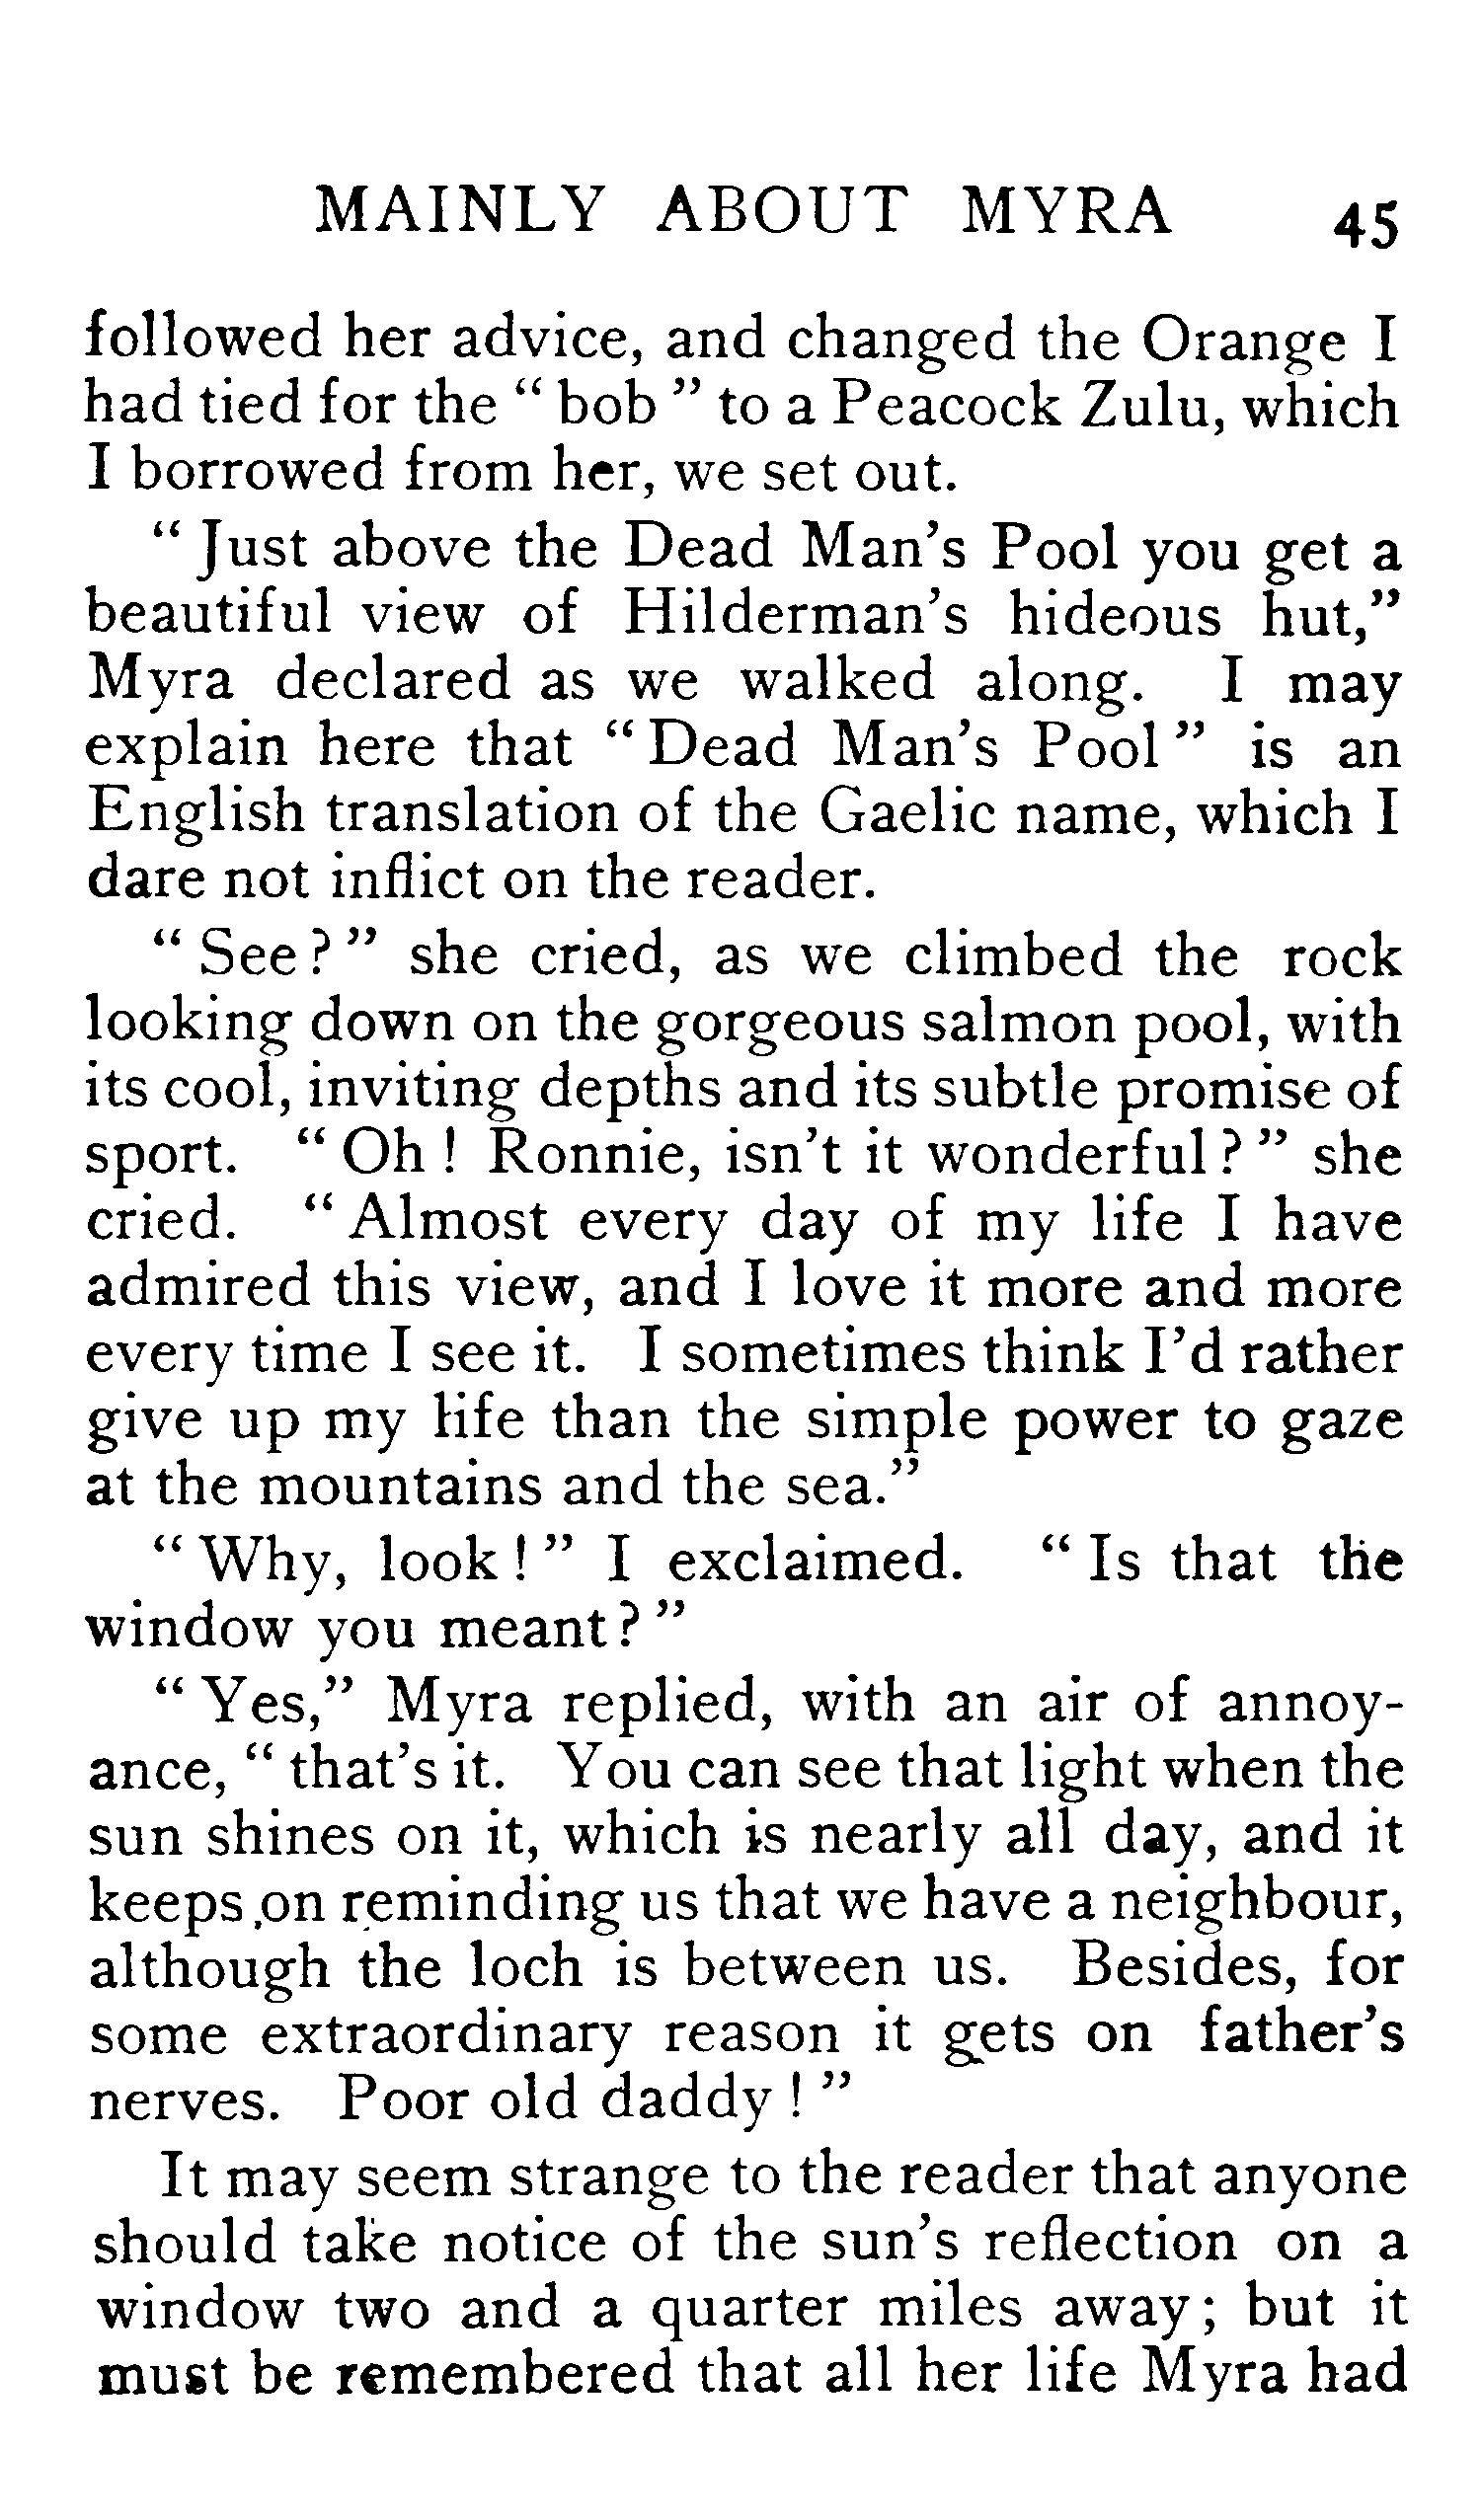 MAINLY ABOUT MYRA 45
followed her advice, and changed the Orange I
had tied for the “ bob ” to a Peacock Zulu, which
I borrowed from her, we set out.
“ Just above the Dead Man’s Pool you get a
beautiful view of Hilderman’s hideous hut,”
Myra declared as we walked along. I may
explain here that “ Dead Man’s Pool ” is an
English translation of the Gaelic name, which I
dare not inflict on the reader.
“ See ? ” she cried, as we climbed the rock
looking down on the gorgeous salmon pool, with
its cool, inviting depths and its subtle promise of
sport. “ Oh ! Ronnie, isn’t it wonderful ? ” she
cried. “ Almost every day of my life I have
admired this view, and I love it more and more
every time I see it. I sometimes think I’d rather
give up my life than the simple power to gaze
at the mountains and the sea.”
“ Why, look ! ” I exclaimed. “ Is that the
window you meant ? ”
“ Yes,” Myra replied, with an air of annoy-
ance, “ that’s it. You can see that light when the
sun shines on it, which is nearly all day, and it
keeps on reminding us that we have a neighbour,
although the loch is between us. Besides, for
some extraordinary reason it gets on father’s
nerves. Poor old daddy ! ”
It may seem strange to the reader that anyone
should take notice of the sun’s reflection on a
window two and a quarter miles away ; but it
must be remembered that all her life Myra had